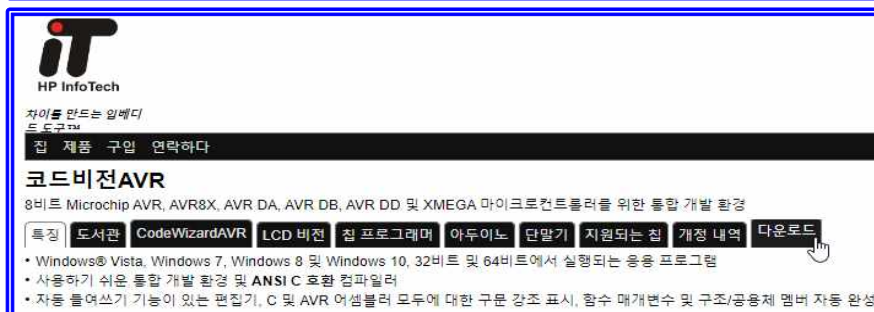 iT
HP InfoTech
차이를 만드는 임베디
드 도구™
집 제품 구입 연락하다
코드비전AVR
8비트 Microchip AVR, AVR8X, AVR DA, AVR DB, AVR DD 및 XMEGA 마이크로컨트롤러를 위한 통합 개발 환경
특징 도서관 CodeWizardAVR LCD 비전 칩 프로그래머 아두이노 단말기 지원되는 칩 개정 내역 다운로드
• Windows® Vista, Windows 7, Windows 8 및 Windows 10, 32비트 및 64비트에서 실행되는 응용 프로그램
• 사용하기 쉬운 통합 개발 환경 및 ANSI C 호환 컴파일러
• 자동 들여쓰기 기능이 있는 편집기, C 및 AVR 어셈블러 모두에 대한 구문 강조 표시, 함수 매개변수 및 구조/공용체 멤버 자동 완성